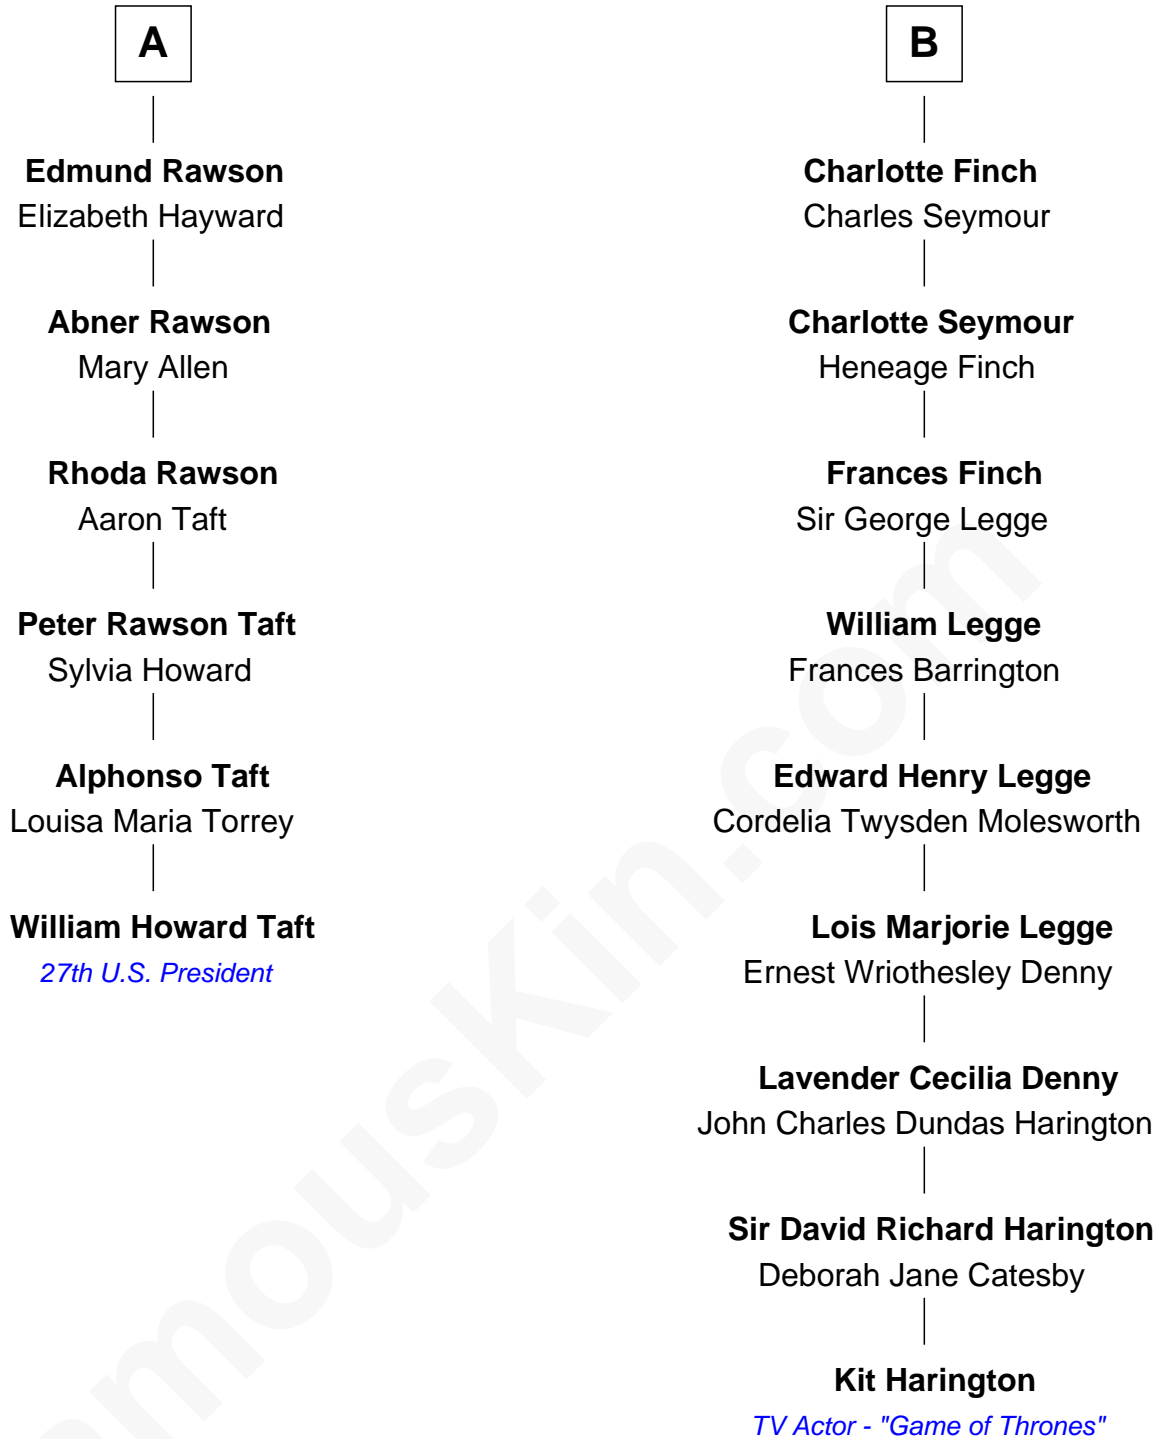 A
Edmund Rawson
Elizabeth Hayward
Abner Rawson
Mary Allen
Rhoda Rawson
Aaron Taft
Peter Rawson Taft
Sylvia Howard
Alphonso Taft
Louisa Maria Torrey
William Howard Taft
27th U.S. President
B
Charlotte Finch
Charles Seymour
Charlotte Seymour
Heneage Finch
Frances Finch
Sir George Legge
William Legge
Frances Barrington
Edward Henry Legge
Cordelia Twysden Molesworth
Lois Marjorie Legge
Ernest Wriothesley Denny
Lavender Cecilia Denny
John Charles Dundas Harington
Sir David Richard Harington
Deborah Jane Catesby
Kit Harington
TV Actor - "Game of Thrones"
amousKin.com